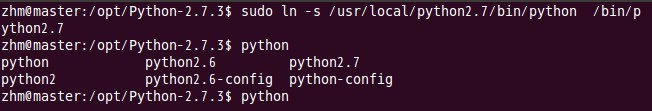 zhm@master:/opt/Python-2.7.3$ sudo ln -s /usr/local/python2.7/bin/python  /bin/p
ython2.7
zhm@master:/opt/Python-2.7.3$ python
python            python2.6         python2.7
python2           python2.6-config  python-config
zhm@master:/opt/Python-2.7.3$ python